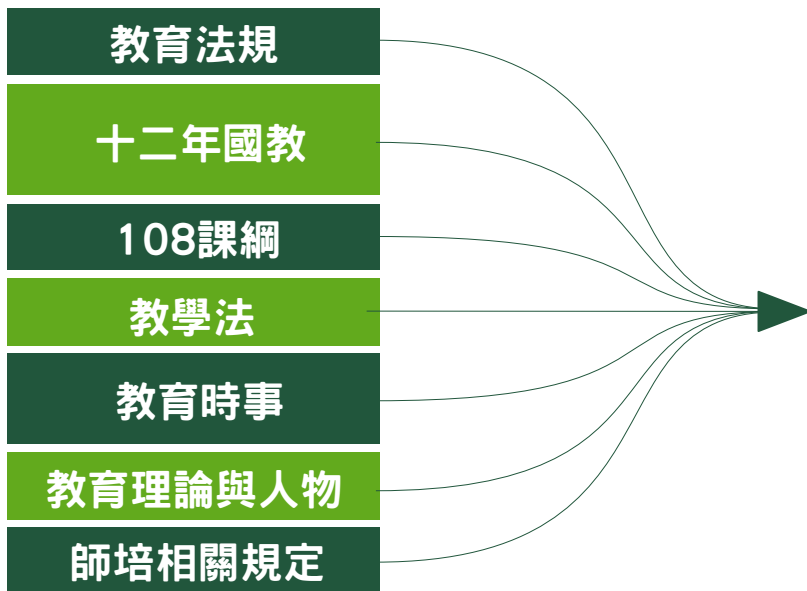 教育法規
十二年國教
108課綱
教學法
教育時事
教育理論與人物
師培相關規定